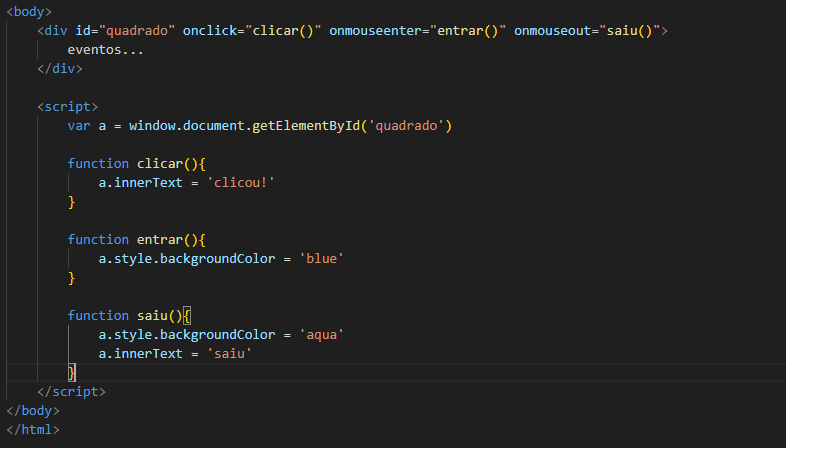 <body>
<div id="quadrado" onclick="clicar()" onmouseenter="entrar()" onmouseout="saiu()">
eventos...
</div>
<script>
var a = window.document.getElementById('quadrado')
function clicar(){
a.innerText = 'clicou!'
}
function entrar(){
a.style.backgroundColor = 'blue'
}
function saiu(){
a.style.backgroundColor = 'aqua'
a.innerText = 'saiu'
}
</script>
</body>
</html>